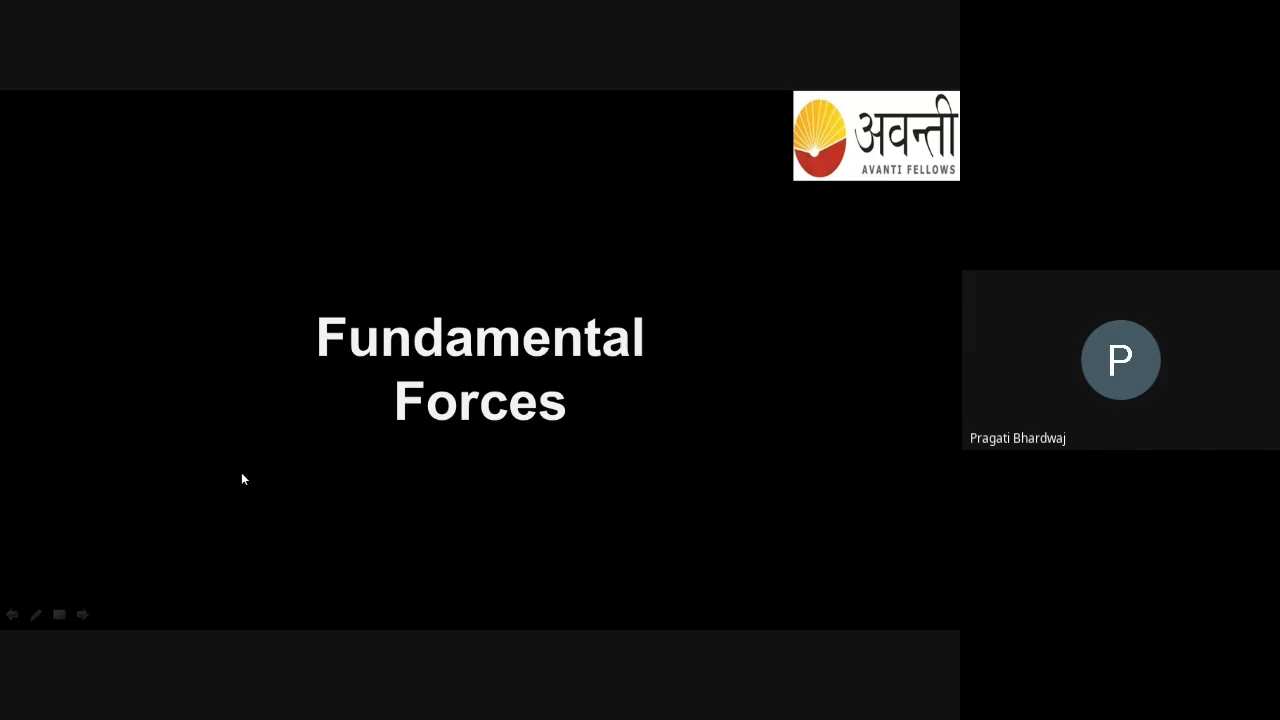 अवन्ती
AVANTI FELLOWS
Fundamental
Forces
P
Pragati Bhardwaj